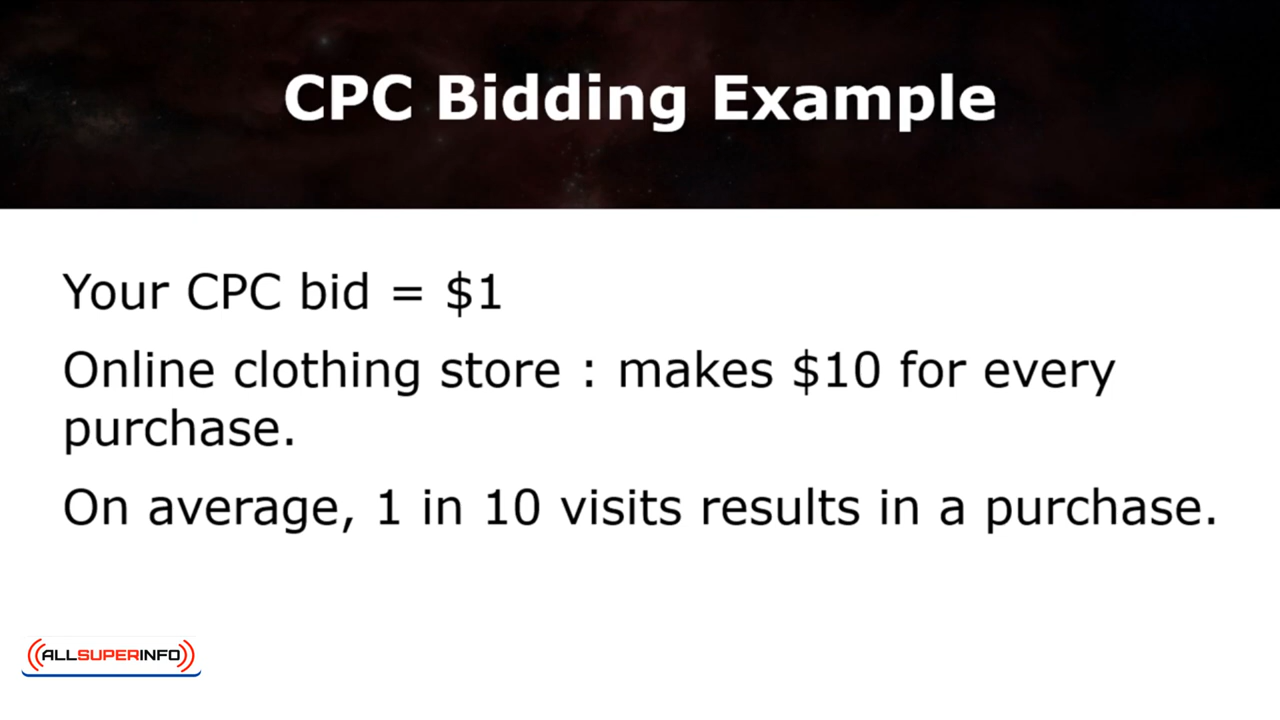 CPC Bidding Example
Your CPC bid = $1
Online clothing store : makes $10 for every
purchase.
On average, 1 in 10 visits results in a purchase.
((ALLSUPERINFO))